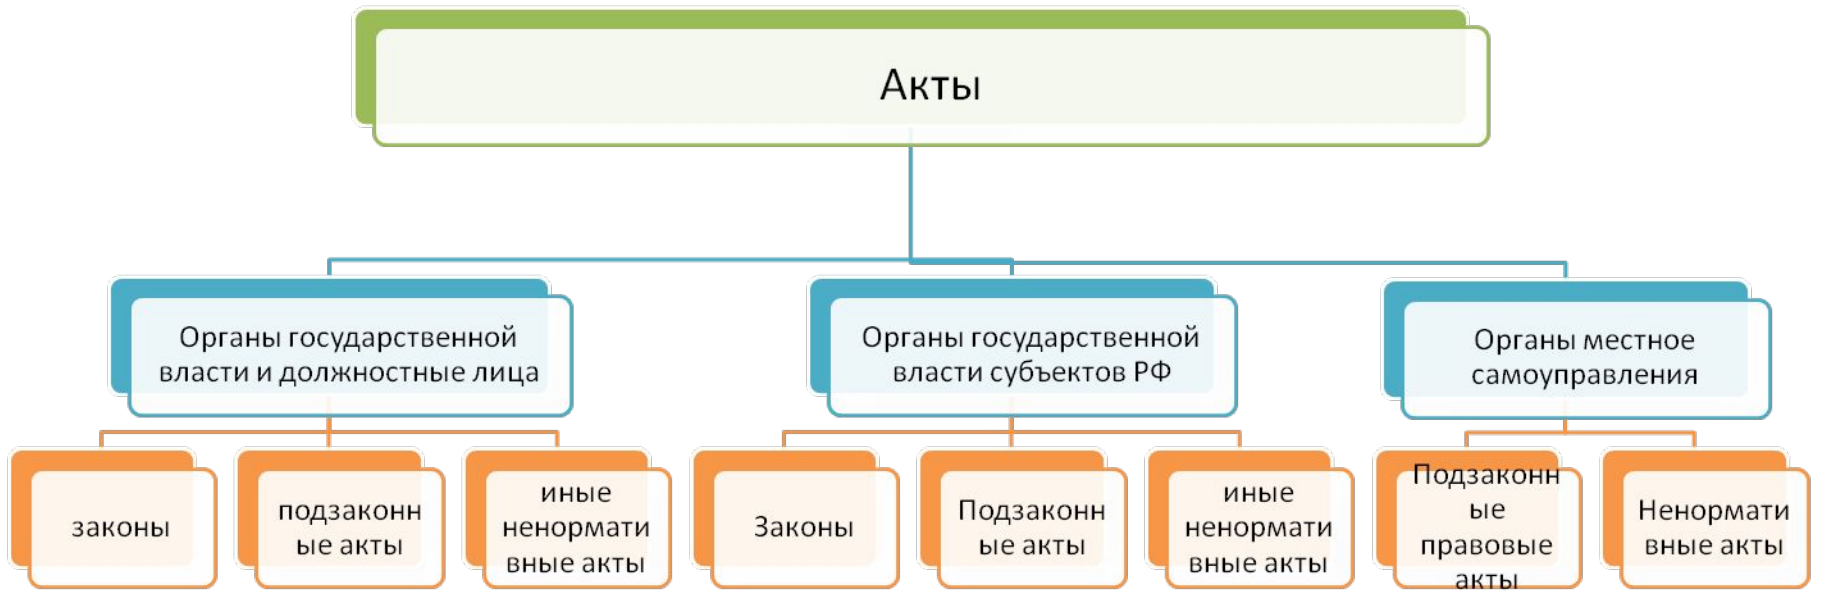 Акты
Органы государственной
власти и должностные лица
Органы государственной
власти субъектов РФ
Органы местное
самоуправления
законы
подзаконн
ые акты
иные
ненормати
вные акты
Законы
Подзаконн
ые акты
иные
ненормати
вные акты
Подзаконн
ые
правовые
акты
Ненормати
вные акты